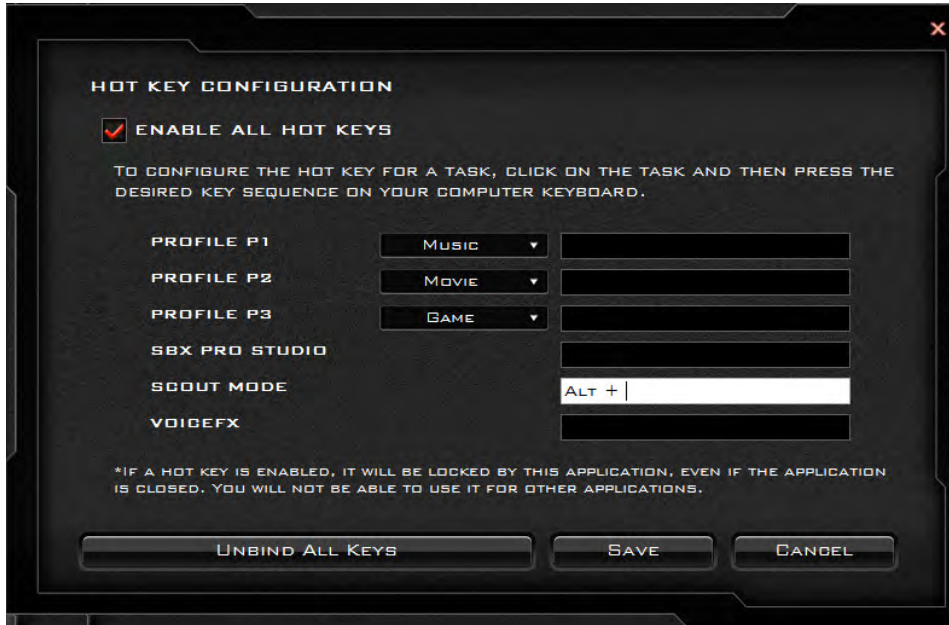 X
HOT KEY CONFIGURATION
ENABLE ALL HOT KEYS
TO CONFIGURE THE HOT KEY FOR A TASK, CLICK ON THE TASK AND THEN PRESS THE
DESIRED KEY SEQUENCE ON YOUR COMPUTER KEYBOARD.
PROFILE P1 MUSIC
PROFILE P2 MOVIE
PROFILE P3 GAME
SBX PRO STUDIO
SCOUT MODE ALT +
VOICEFX
*IF A HOT KEY IS ENABLED, IT WILL BE LOCKED BY THIS APPLICATION, EVEN IF THE APPLICATION
IS CLOSED. YOU WILL NOT BE ABLE TO USE IT FOR OTHER APPLICATIONS.
UNBIND ALL KEYS SAVE CANCEL